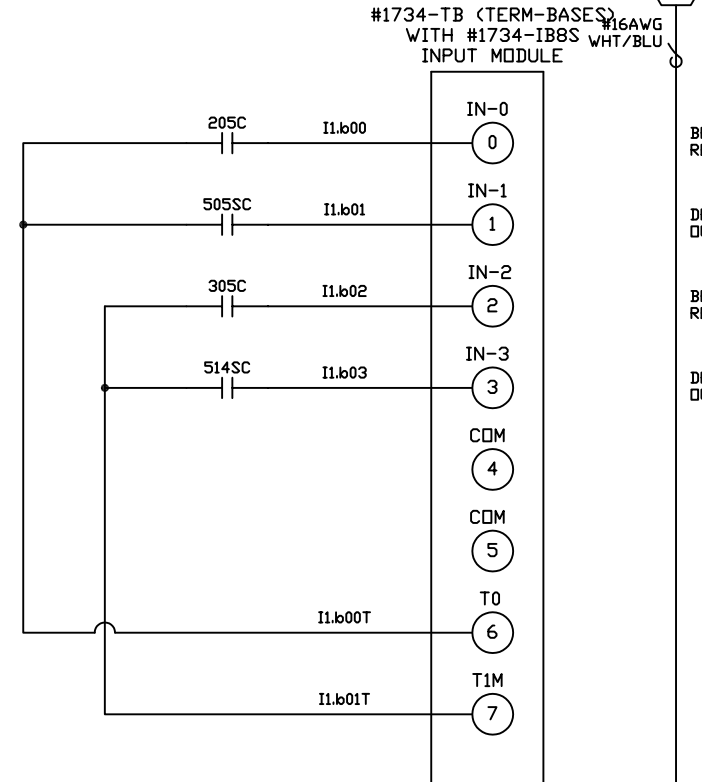 #1734-TB (TERM-BASES)
WITH #1734-IB8S
INPUT MODULE
#16AWG
WHT/BLU
IN-0
205C
I1.b00
0
IN-1
505SC
I1.b01
1
IN-2
305C
I1.b02
2
IN-3
514SC
I1.b03
3
COM
4
COM
5
T0
I1.b00T
6
T1M
I1.b01T
7